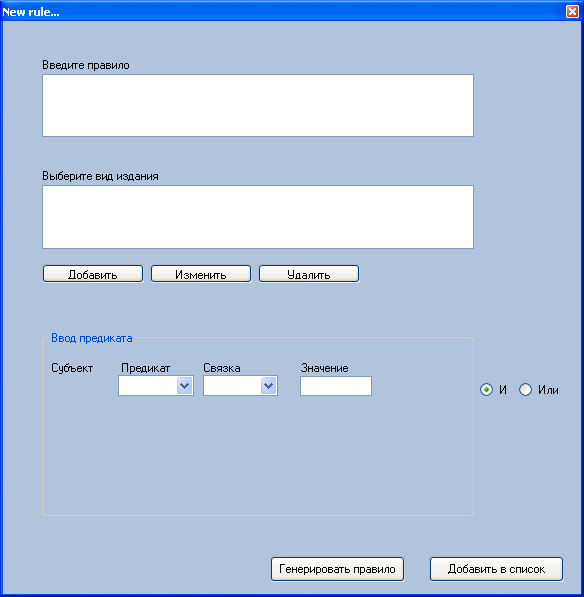 New rule...
Введите правило
Выберите вид издания
Добавить Изменить Удалить
Ввод предиката
Субъект Предикат Связка Значение
И Или
Генерировать правило Добавить в список